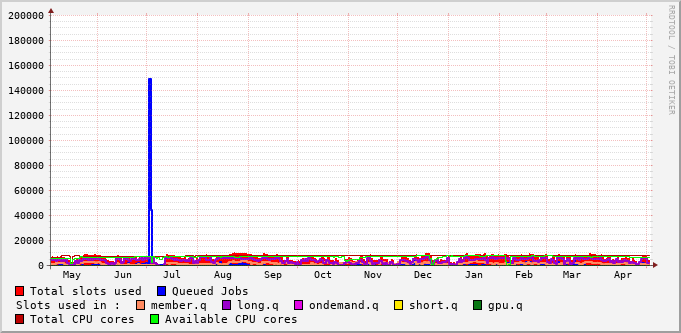 200000
180000
160000
140000
120000
100000
80000
60000
40000
20000
0
May Jun Jul Aug Sep Oct Nov Dec Jan Feb Mar Apr
RRDTOOL / TOBI OETIKER
Total slots used Queued Jobs
Slots used in : member.q long.q ondemand.q short.q gpu.q
Total CPU cores Available CPU cores